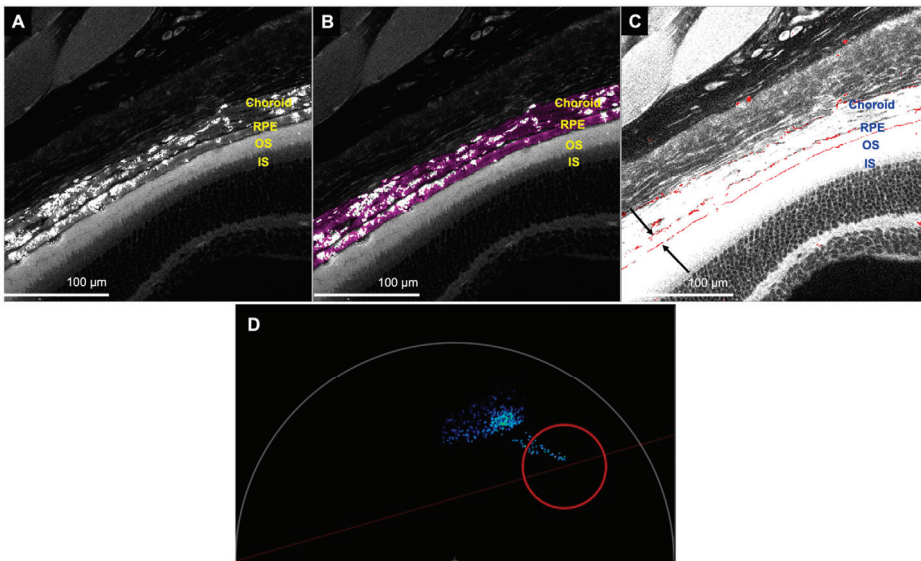 A
Choroid
RPE
OS
IS
100 µm
B
Choroid
RPE
OS
IS
100 µm
C
Choroid
RPE
OS
IS
100 µm
D